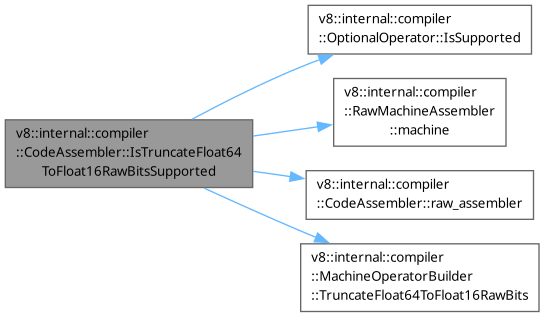 v8::internal::compiler
::CodeAssembler::IsTruncateFloat64
ToFloat16RawBitsSupported
v8::internal::compiler
::OptionalOperator::IsSupported
v8::internal::compiler
::RawMachineAssembler
::machine
v8::internal::compiler
::CodeAssembler::raw_assembler
v8::internal::compiler
::MachineOperatorBuilder
::TruncateFloat64ToFloat16RawBits